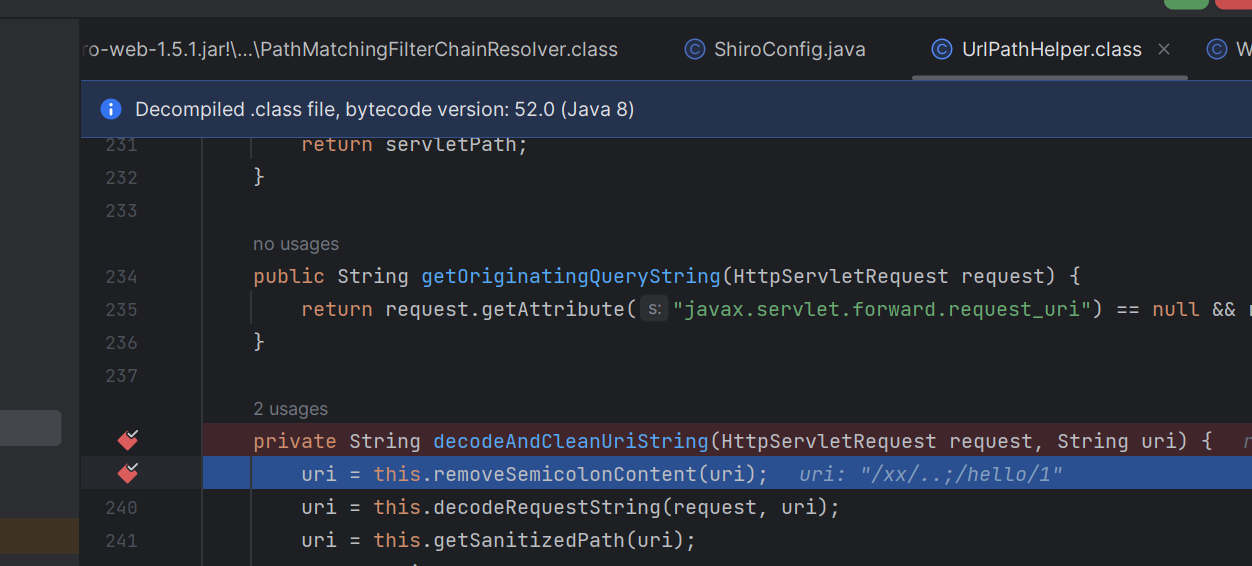 ro-web-1.5.1.jar!\...\PathMatchingFilterChainResolver.class ShiroConfig.java UrlPathHelper.class
Decompiled .class file, bytecode version: 52.0 (Java 8)
231 return servletPath;
232 }
233
no usages
234 public String getOriginatingQueryString(HttpServletRequest request) {
235 return request.getAttribute( s: "javax.servlet.forward.request_uri") == null &&
236 }
237
2 usages
private String decodeAndCleanUriString(HttpServletRequest request, String uri) {
uri = this.removeSemicolonContent(uri); uri: "/xx/..;/hello/1"
240 uri = this.decodeRequestString(request, uri);
241 uri = this.getSanitizedPath(uri);